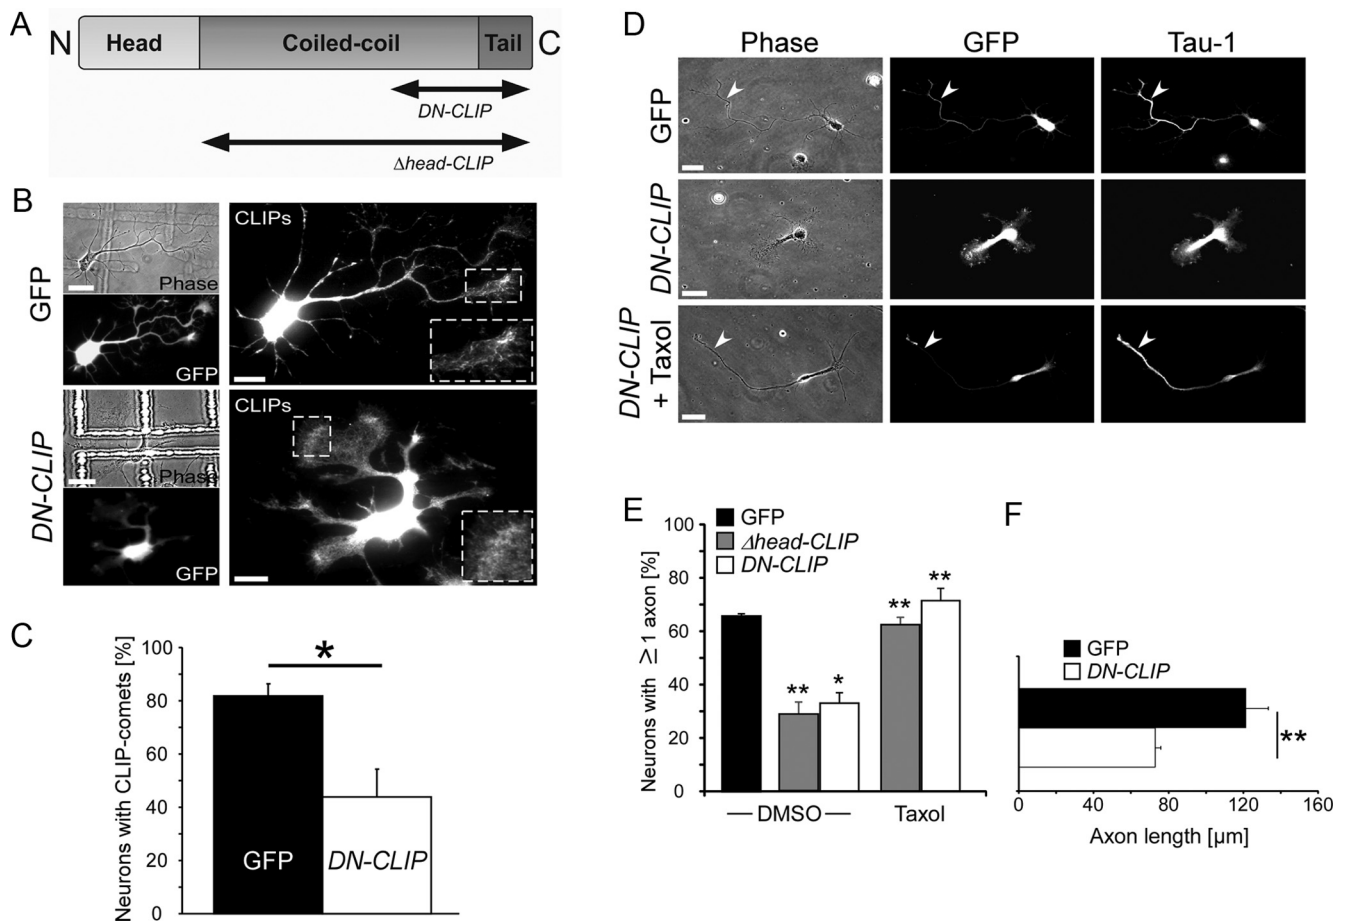 A
N
Head
Coiled-coil
Tail
C
DN-CLIP
Δhead-CLIP
B
GFP
Phase
GFP
CLIPs
DN-CLIP
Phase
GFP
CLIPs
C
Neurons with CLIP-comets [%]
100
80
60
40
20
0
*
GFP
DN-CLIP
D
Phase
GFP
Tau-1
GFP
DN-CLIP
DN-CLIP
+ Taxol
E
Neurons with ≥ 1 axon [%]
100
80
60
40
20
0
GFP
Δhead-CLIP
DN-CLIP
**
*
**
**
DMSO
Taxol
F
GFP
DN-CLIP
**
0
40
80
120
160
Axon length [µm]